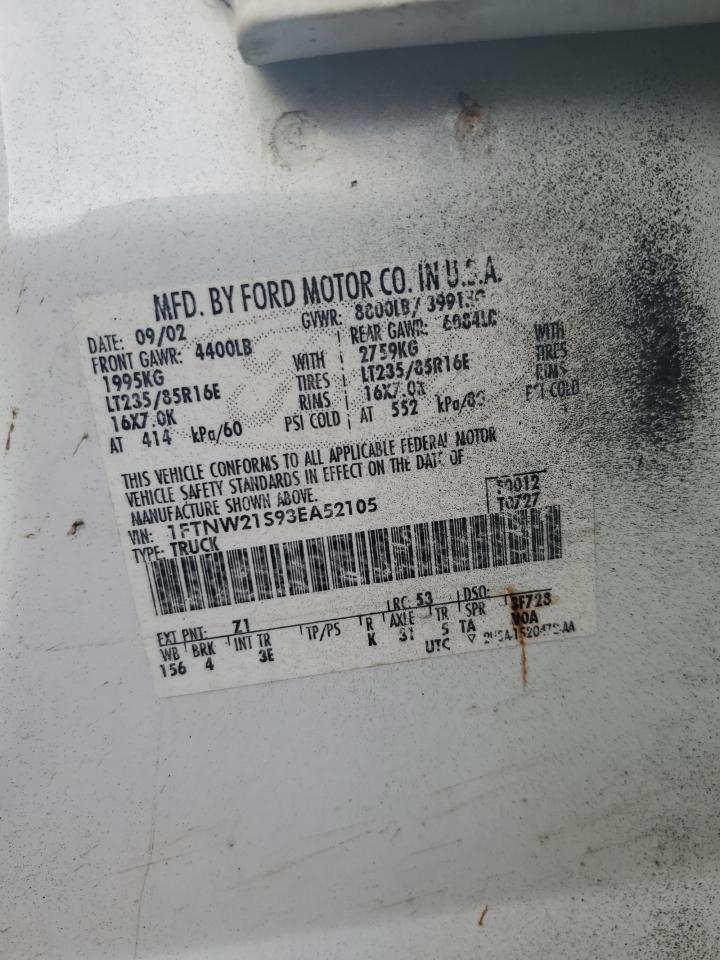 MFD. BY FORD MOTOR CO. IN U.S.A.
DATE: 09/02 GVWR: 8800LB/
FRONT GAWR: 4400LB REAR GAWR: 6084LB
1995KG WITH 2759KG WITH
LT235/85R16E TIRES LT235/85R16E TIRES
16X7.0K RIMS 16X7.0K RIMS
AT 414 kPa/60 PSI COLD AT 552 kPa/80 PSI COLD
THIS VEHICLE CONFORMS TO ALL APPLICABLE FEDERAL MOTOR
VEHICLE SAFETY STANDARDS IN EFFECT ON THE DATE OF
MANUFACTURE SHOWN ABOVE.
VIN: 1FTNW21S93EA52105
TYPE: TRUCK
T0727
EXT PNT: Z1 RC: 53 DSO:
WB BRK INT TR TP/PS R AXLE TR SPR
156 4 3E K 31 5 TA
UTC